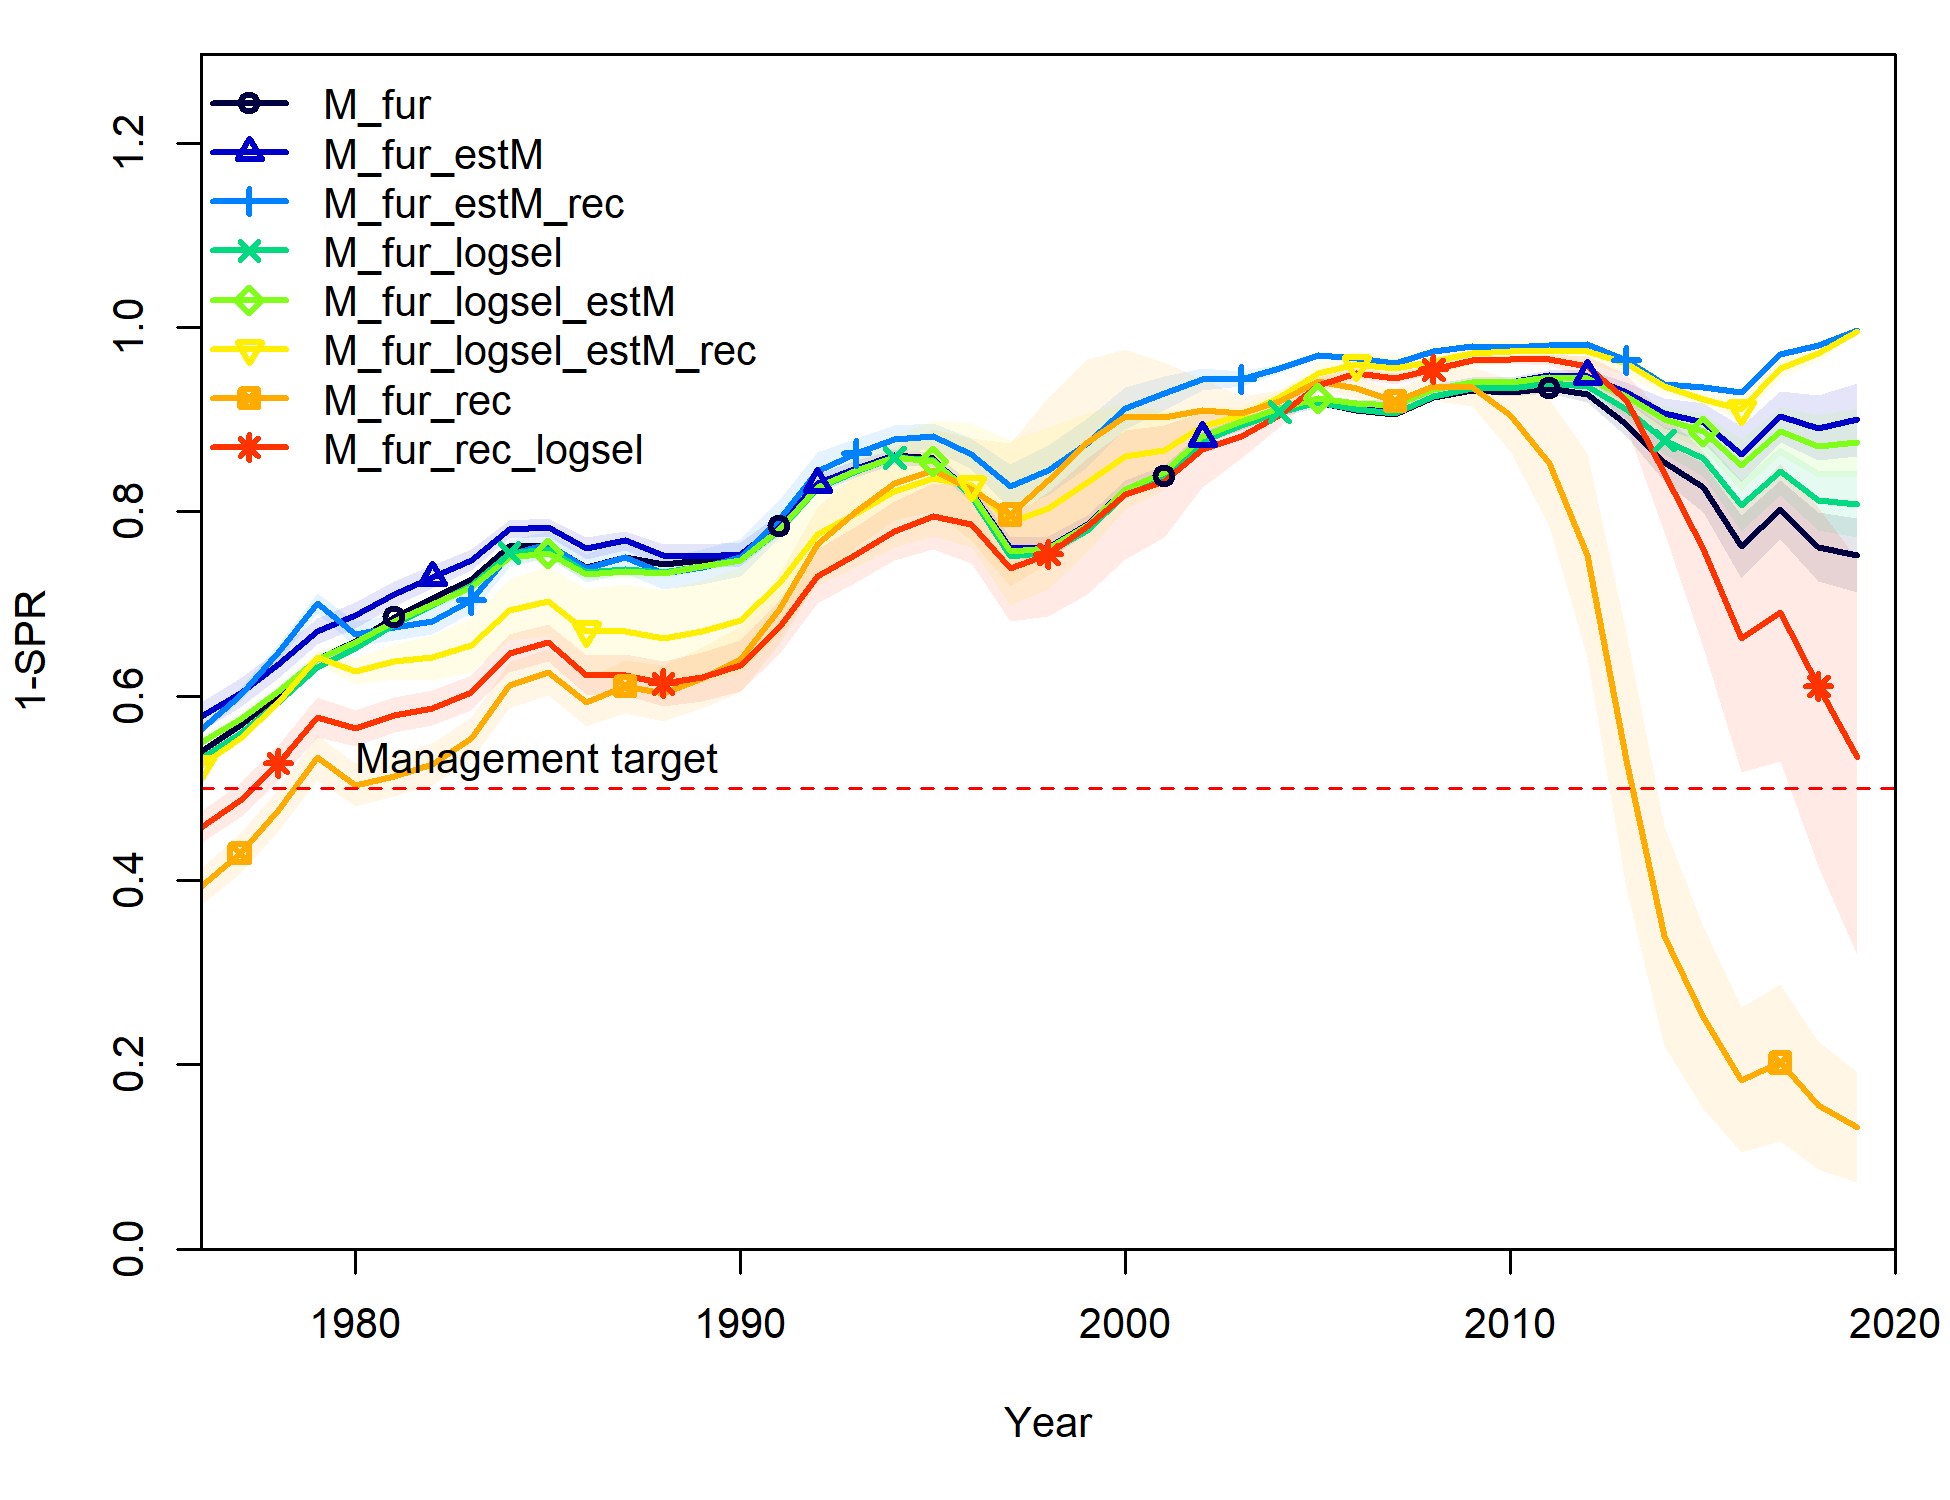 M_fur
M_fur_estM
M_fur_estM_rec
M_fur_logsel
M_fur_logsel_estM
M_fur_logsel_estM_rec
M_fur_rec
M_fur_rec_logsel
Management target
1-SPR
1.2
1.0
0.8
0.6
0.4
0.2
0.0
1980 1990 2000 2010 2020
Year